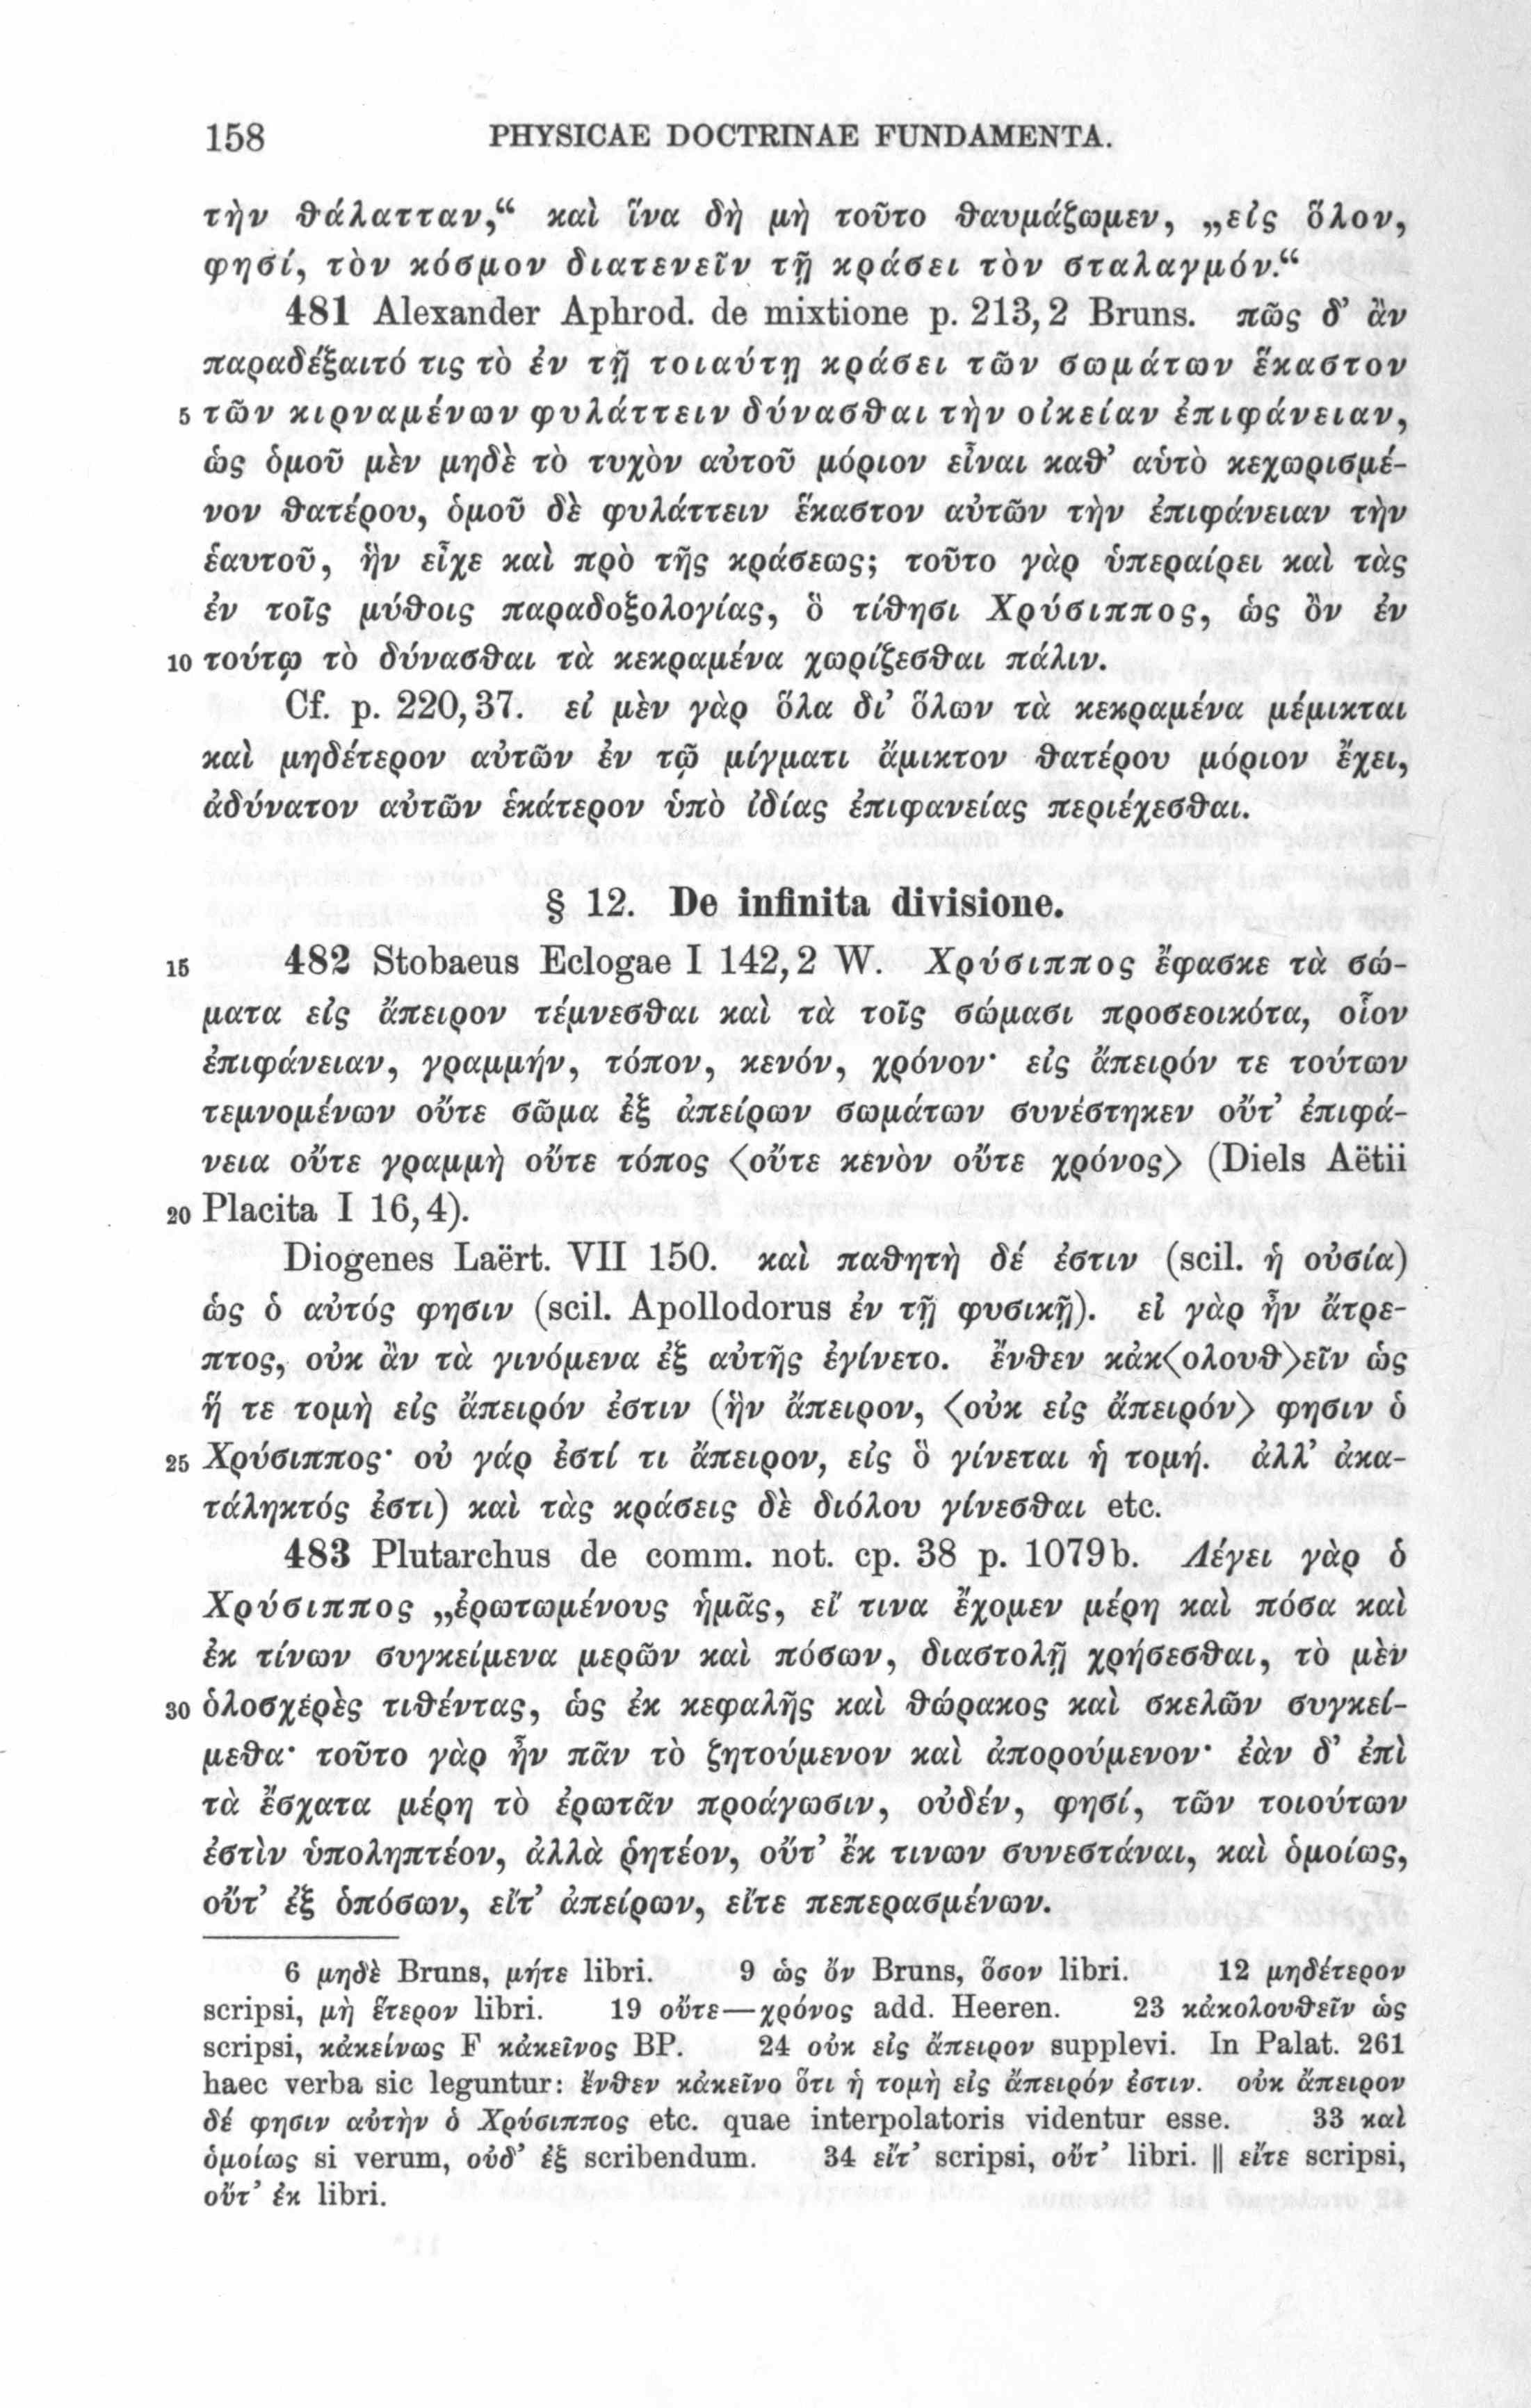 158 PHYSICAE DOCTRINAE FUNDAMENTA.
τὴν θάλατταν,“ καὶ ἵνα δὴ μὴ τοῦτο θαυμάζωμεν, „εἰς ὅλον,
φησί, τὸν κόσμον διατενεῖν τῇ κράσει τὸν σταλαγμόν.“
481 Alexander Aphrod. de mixtione p. 213, 2 Bruns. πῶς δ’ ἂν
παραδέξαιτό τις τὸ ἐν τῇ τοιαύτῃ κράσει τῶν σωμάτων ἕκαστον
5 τῶν κιρναμένων φυλάττειν δύνασθαι τὴν οἰκείαν ἐπιφάνειαν,
ὡς ὁμοῦ μὲν μηδὲ τὸ τυχὸν αὐτοῦ μόριον εἶναι καθ’ αὑτὸ κεχωρισμέ-
νον θατέρου, ὁμοῦ δὲ φυλάττειν ἕκαστον αὐτῶν τὴν ἐπιφάνειαν τὴν
ἑαυτοῦ, ἣν εἶχε καὶ πρὸ τῆς κράσεως; τοῦτο γὰρ ὑπεραίρει καὶ τὰς
ἐν τοῖς μύθοις παραδοξολογίας, ὃ τίθησι Χρύσιππος, ὡς ὂν ἐν
10 τούτῳ τὸ δύνασθαι τὰ κεκραμένα χωρίζεσθαι πάλιν.
Cf. p. 220, 37. εἰ μὲν γὰρ ὅλα δι’ ὅλων τὰ κεκραμένα μέμικται
καὶ μηδέτερον αὐτῶν ἐν τῷ μίγματι ἄμικτον θατέρου μόριον ἔχει,
ἀδύνατον αὐτῶν ἑκάτερον ὑπὸ ἰδίας ἐπιφανείας περιέχεσθαι.
§ 12. De infinita divisione.
15 482 Stobaeus Eclogae I 142, 2 W. Χρύσιππος ἔφασκε τὰ σώ-
ματα εἰς ἄπειρον τέμνεσθαι καὶ τὰ τοῖς σώμασι προσεοικότα, οἷον
ἐπιφάνειαν, γραμμήν, τόπον, κενόν, χρόνον· εἰς ἄπειρόν τε τούτων
τεμνομένων οὔτε σῶμα ἐξ ἀπείρων σωμάτων συνέστηκεν οὔτ’ ἐπιφά-
νεια οὔτε γραμμὴ οὔτε τόπος <οὔτε κενὸν οὔτε χρόνος> (Diels Aëtii
20 Placita I 16, 4).
Diogenes Laërt. VII 150. καὶ παθητὴ δέ ἐστιν (scil. ἡ οὐσία)
ὡς ὁ αὐτός φησιν (scil. Apollodorus ἐν τῇ φυσικῇ). εἰ γὰρ ἦν ἄτρε-
πτος, οὐκ ἂν τὰ γινόμενα ἐξ αὐτῆς ἐγίνετο. ἔνθεν κἀκ<ολουθ>εῖν ὡς
ἥ τε τομὴ εἰς ἄπειρόν ἐστιν (ἣν ἄπειρον, <οὐκ εἰς ἄπειρόν> φησιν ὁ
25 Χρύσιππος· οὐ γάρ ἐστί τι ἄπειρον, εἰς ὃ γίνεται ἡ τομή. ἀλλ’ ἀκα-
τάληκτός ἐστι) καὶ τὰς κράσεις δὲ διόλου γίνεσθαι etc.
483 Plutarchus de comm. not. cp. 38 p. 1079b. Λέγει γὰρ ὁ
Χρύσιππος „ἐρωτωμένους ἡμᾶς, εἴ τινα ἔχομεν μέρη καὶ πόσα καὶ
ἐκ τίνων συγκείμενα μερῶν καὶ πόσων, διαστολῇ χρήσεσθαι, τὸ μὲν
30 ὁλοσχερὲς τιθέντας, ὡς ἐκ κεφαλῆς καὶ θώρακος καὶ σκελῶν συγκεί-
μεθα· τοῦτο γὰρ ἦν πᾶν τὸ ζητούμενον καὶ ἀπορούμενον· ἐὰν δ’ ἐπὶ
τὰ ἔσχατα μέρη τὸ ἐρωτᾶν προάγωσιν, οὐδέν, φησί, τῶν τοιούτων
ἐστὶν ὑποληπτέον, ἀλλὰ ῥητέον, οὔτ’ ἔκ τινων συνεστάναι, καὶ ὁμοίως,
οὔτ’ ἐξ ὁπόσων, εἴτ’ ἀπείρων, εἴτε πεπερασμένων.
6 μηδὲ Bruns, μήτε libri. 9 ὡς ὄν Bruns, ὅσον libri. 12 μηδέτερον
scripsi, μὴ ἕτερον libri. 19 οὔτε—χρόνος add. Heeren. 23 κἀκολουθεῖν ὡς
scripsi, κἀκείνως F κἀκεῖνος BP. 24 οὐκ εἰς ἄπειρον supplevi. In Palat. 261
haec verba sic leguntur: ἔνθεν κἀκεῖνο ὅτι ἡ τομὴ εἰς ἄπειρόν ἐστιν. οὐκ ἄπειρον
δέ φησιν αὐτὴν ὁ Χρύσιππος etc. quae interpolatoris videntur esse. 33 καὶ
ὁμοίως si verum, οὐδ’ ἐξ scribendum. 34 εἴτ’ scripsi, οὔτ’ libri. ‖ εἴτε scripsi,
οὔτ’ ἐκ libri.